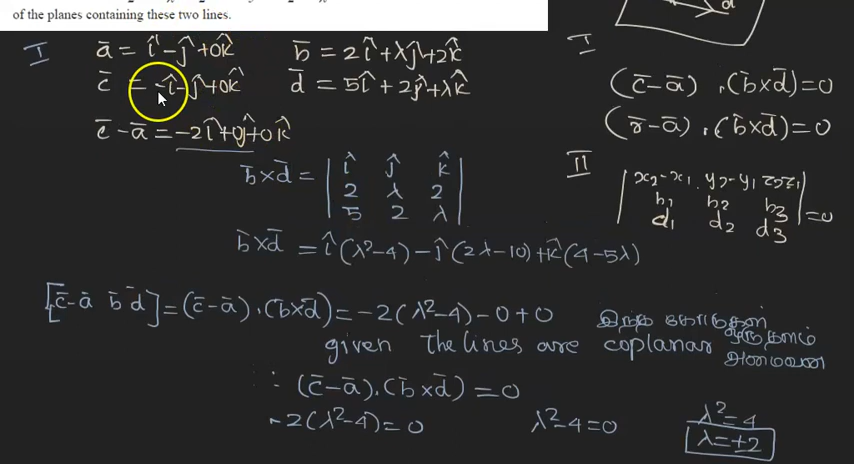 of the planes containing these two lines.
I
a̅ = î - ĵ + 0k̂   b̅ = 2î + λĵ + 2k̂
c̅ = -î - ĵ + 0k̂   d̅ = 5î + 2ĵ + λk̂
c̅ - a̅ = -2î + 0ĵ + 0k̂
b̅ x d̅ = | î ĵ k̂
2 λ 2
5 2 λ |
b̅ x d̅ = î (λ² - 4) - ĵ (2λ - 10) + k̂ (4 - 5λ)
[c̅ - a̅ b̅ d̅] = (c̅ - a̅) . (b̅ x d̅) = -2(λ² - 4) - 0 + 0
given The lines are coplanar
∴ (c̅ - a̅) . (b̅ x d̅) = 0
-2(λ² - 4) = 0   λ² - 4 = 0   λ² = 4
λ = ±2
d̅
I
(c̅ - a̅) . (b̅ x d̅) = 0
(r̅ - a̅) . (b̅ x d̅) = 0
II
| x₂ - x₁ y₂ - y₁ z₂ - z₁
b₁ b₂ b₃
d₁ d₂ d₃ | = 0